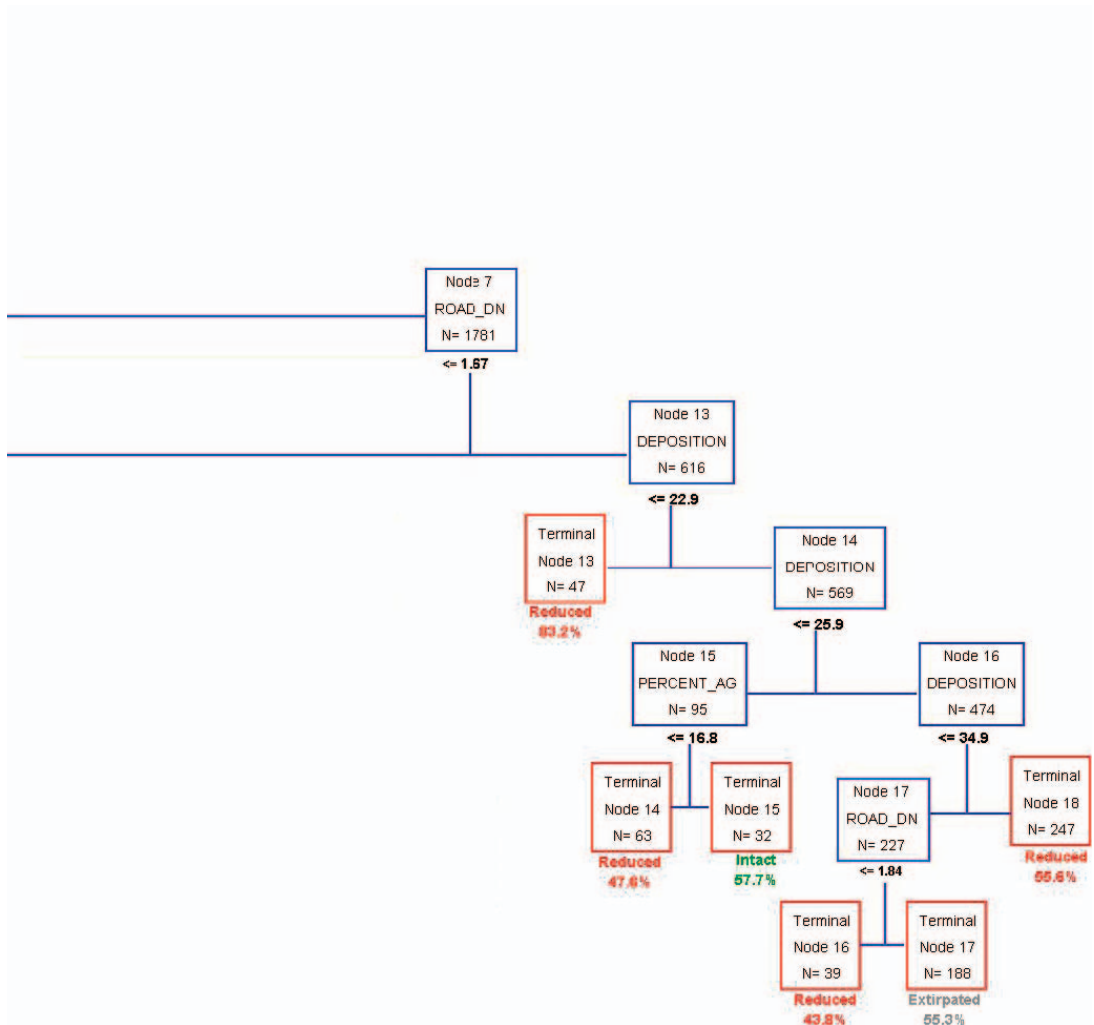 Node 7
ROAD_DN
N= 1781
<= 1.67
Node 13
DEPOSITION
N= 616
<= 22.9
Terminal
Node 13
N= 47
Reduced
83.2%
Node 14
DEPOSITION
N= 569
<= 25.9
Node 15
PERCENT_AG
N= 95
<= 16.8
Node 16
DEPOSITION
N= 474
<= 34.9
Terminal
Node 14
N= 63
Reduced
47.6%
Terminal
Node 15
N= 32
Intact
57.7%
Node 17
ROAD_DN
N= 227
<= 1.84
Terminal
Node 18
N= 247
Reduced
55.6%
Terminal
Node 16
N= 39
Reduced
43.8%
Terminal
Node 17
N= 188
Extirpated
55.3%